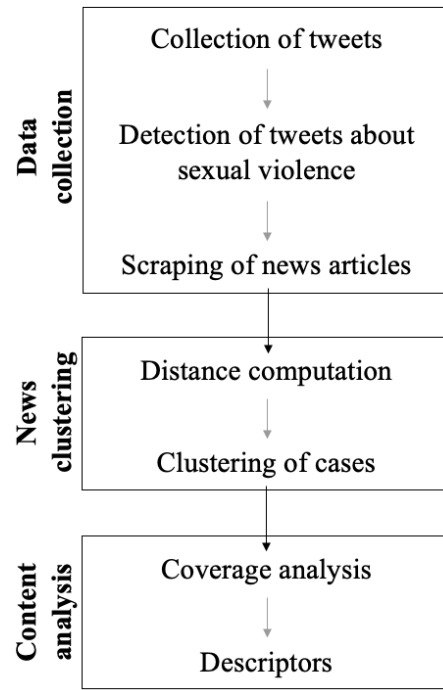 Data
collection
Collection of tweets
Detection of tweets about
sexual violence
Scraping of news articles
News
clustering
Distance computation
Clustering of cases
Content
analysis
Coverage analysis
Descriptors